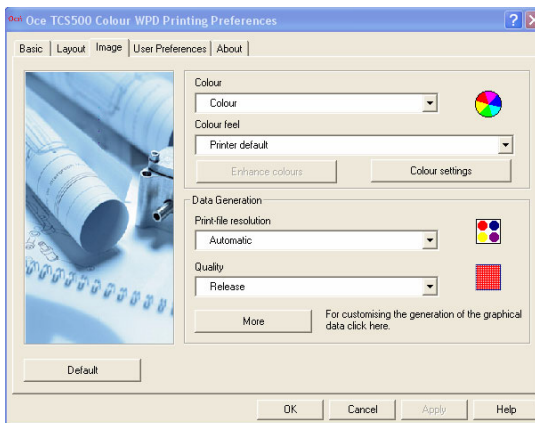 Océ Oce TCS500 Colour WPD Printing Preferences
Basic Layout Image User Preferences About
Colour
Colour
Colour feel
Printer default
Enhance colours Colour settings
Data Generation
Print-file resolution
Automatic
Quality
Release
More For customising the generation of the graphical
data click here.
Default
OK Cancel Apply Help